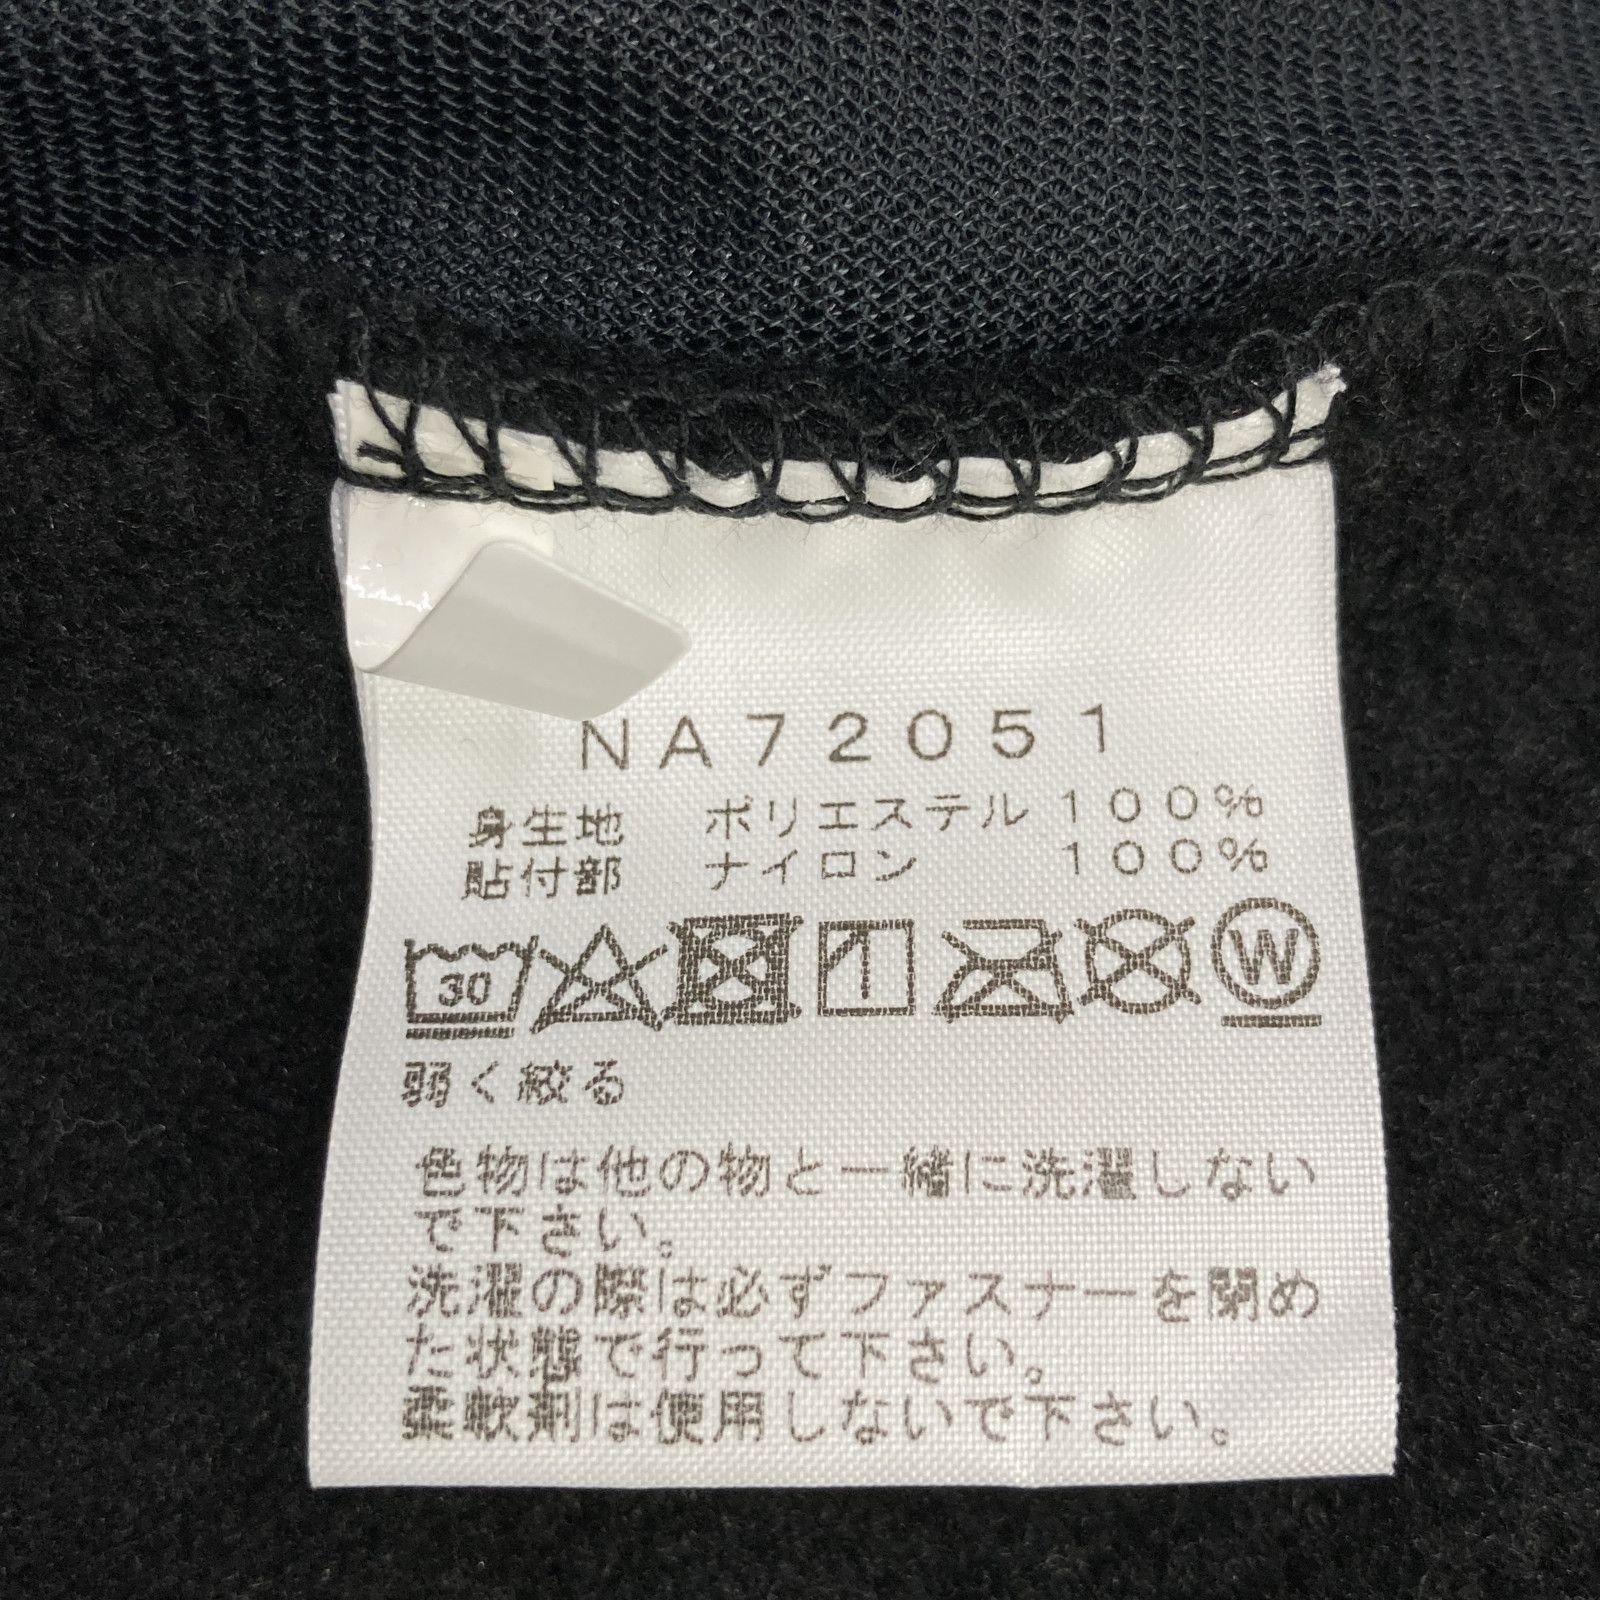 NA72051
身生地 ポリエステル 100%
貼付部 ナイロン 100%
30 W
弱く絞る
色物は他の物と一緒に洗濯しない
で下さい。
洗濯の際は必ずファスナーを閉め
た状態で行って下さい。
柔軟剤は使用しないで下さい。